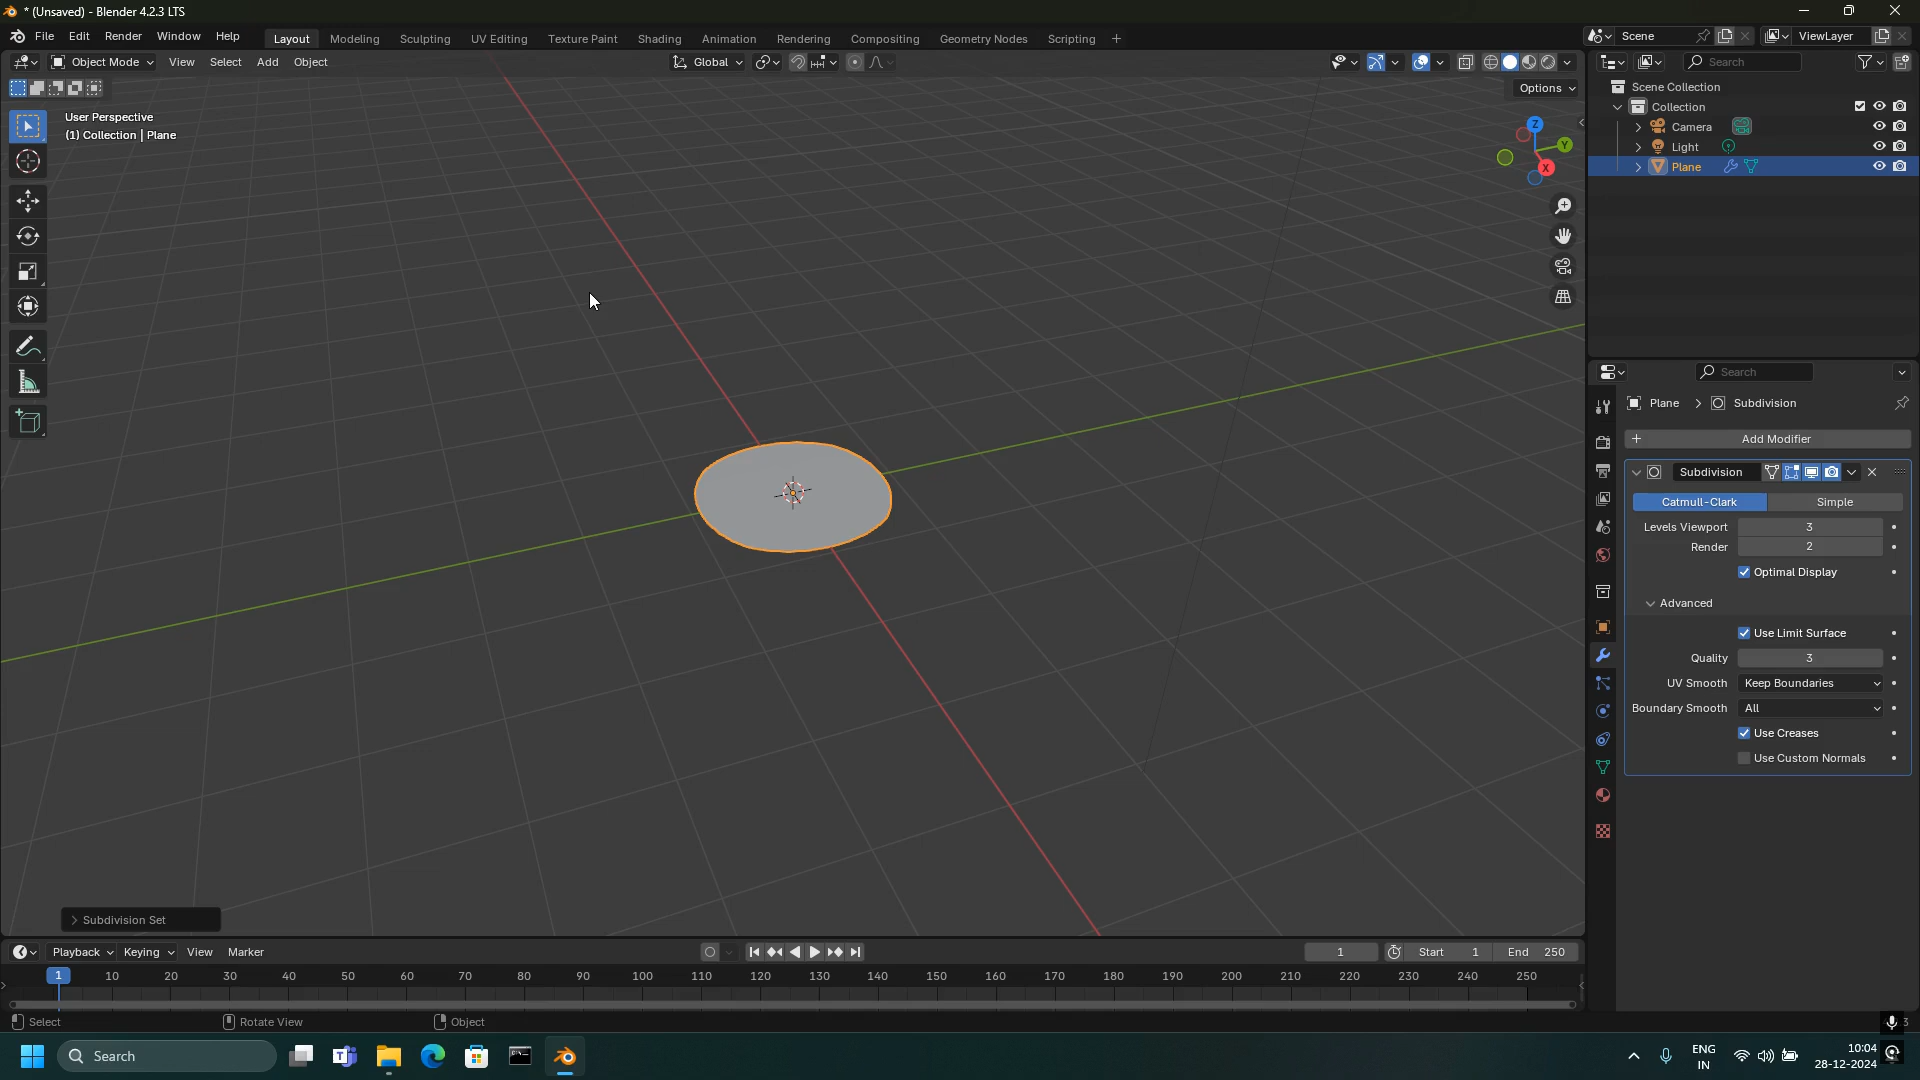 * (Unsaved) - Blender 4.2.3 LTS
File Edit Render Window Help Layout Modeling Sculpting UV Editing Texture Paint Shading Animation Rendering Compositing Geometry Nodes Scripting + Scene ViewLayer
Object Mode View Select Add Object Global Search
Options
User Perspective
(1) Collection | Plane
Z
Y
X
Scene Collection
Collection
Camera
Light
Plane
Search
Plane > Subdivision
+ Add Modifier
Subdivision
Catmull-Clark Simple
Levels Viewport 3
Render 2
Optimal Display
Advanced
Use Limit Surface
Quality 3
UV Smooth Keep Boundaries
Boundary Smooth All
Use Creases
Use Custom Normals
> Subdivision Set
Playback Keying View Marker 1 Start 1 End 250
1 10 20 30 40 50 60 70 80 90 100 110 120 130 140 150 160 170 180 190 200 210 220 230 240 250
Select Rotate View Object 3
Search
ENG
IN
10:04
28-12-2024